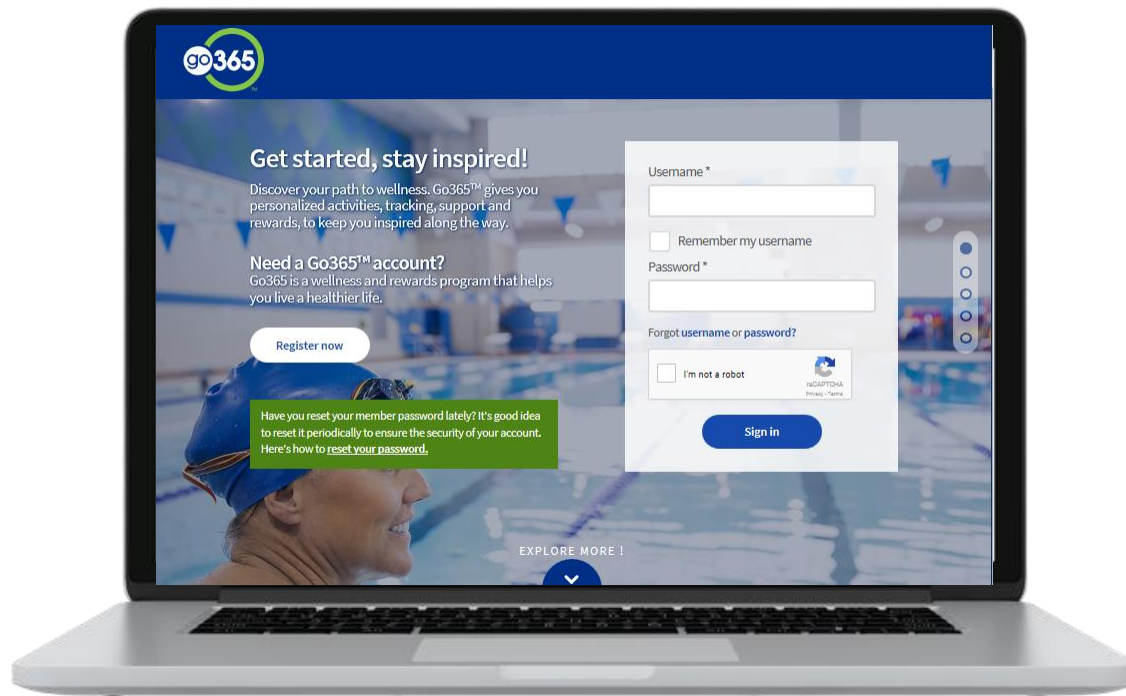 go365
TM
Get started, stay inspired!
Discover your path to wellness. Go365™ gives you
personalized activities, tracking, support and
rewards, to keep you inspired along the way.
Need a Go365™ account?
Go365 is a wellness and rewards program that helps
you live a healthier life.
Register now
Have you reset your member password lately? It's good idea
to reset it periodically to ensure the security of your account.
Here's how to reset your password.
Username *
Remember my username
Password *
Forgot username or password?
I'm not a robot
reCAPTCHA
Privacy - Terms
Sign in
EXPLORE MORE !